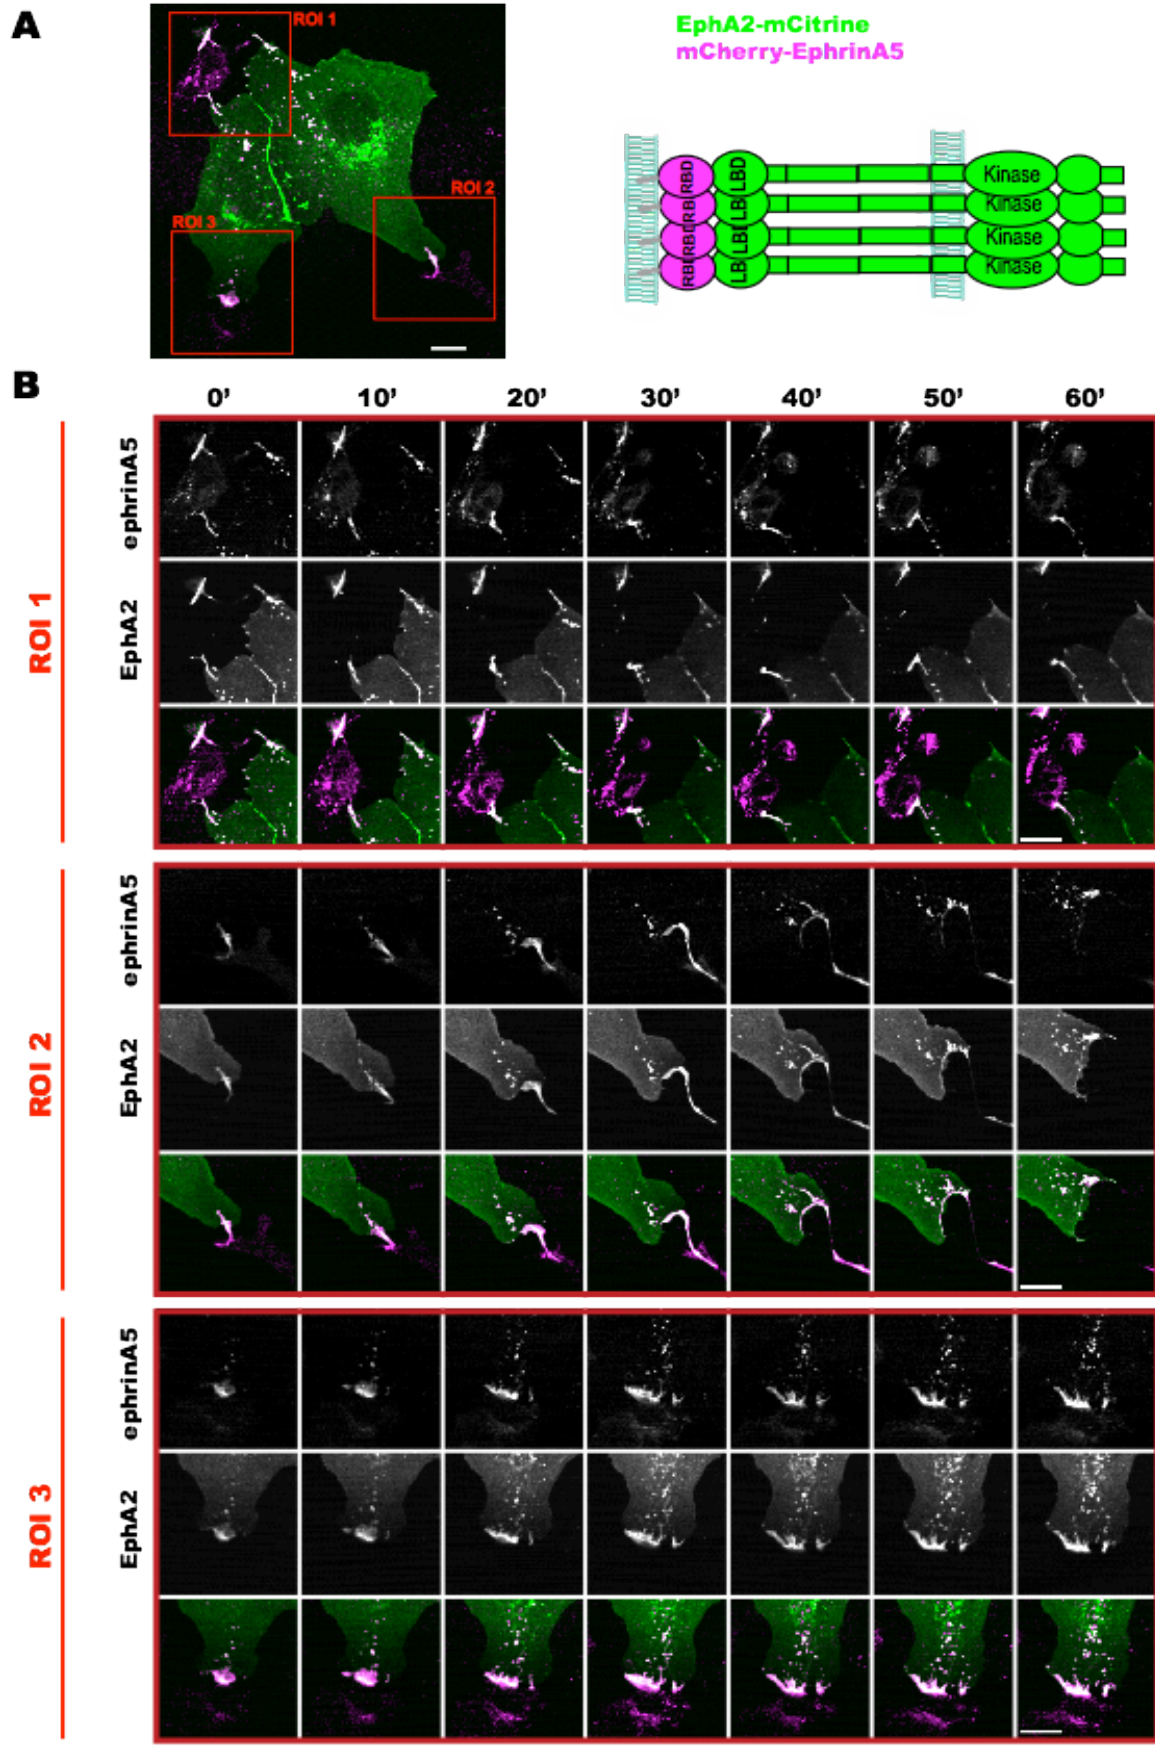 A
ROI 1
ROI 2
ROI 3
EphA2-mCitrine
mCherry-EphrinA5
RBD LBD Kinase
RBD LBD Kinase
RBD LBD Kinase
RBD LBD Kinase
B
0' 10' 20' 30' 40' 50' 60'
ROI 1
ephrinA5
EphA2
ROI 2
ephrinA5
EphA2
ROI 3
ephrinA5
EphA2